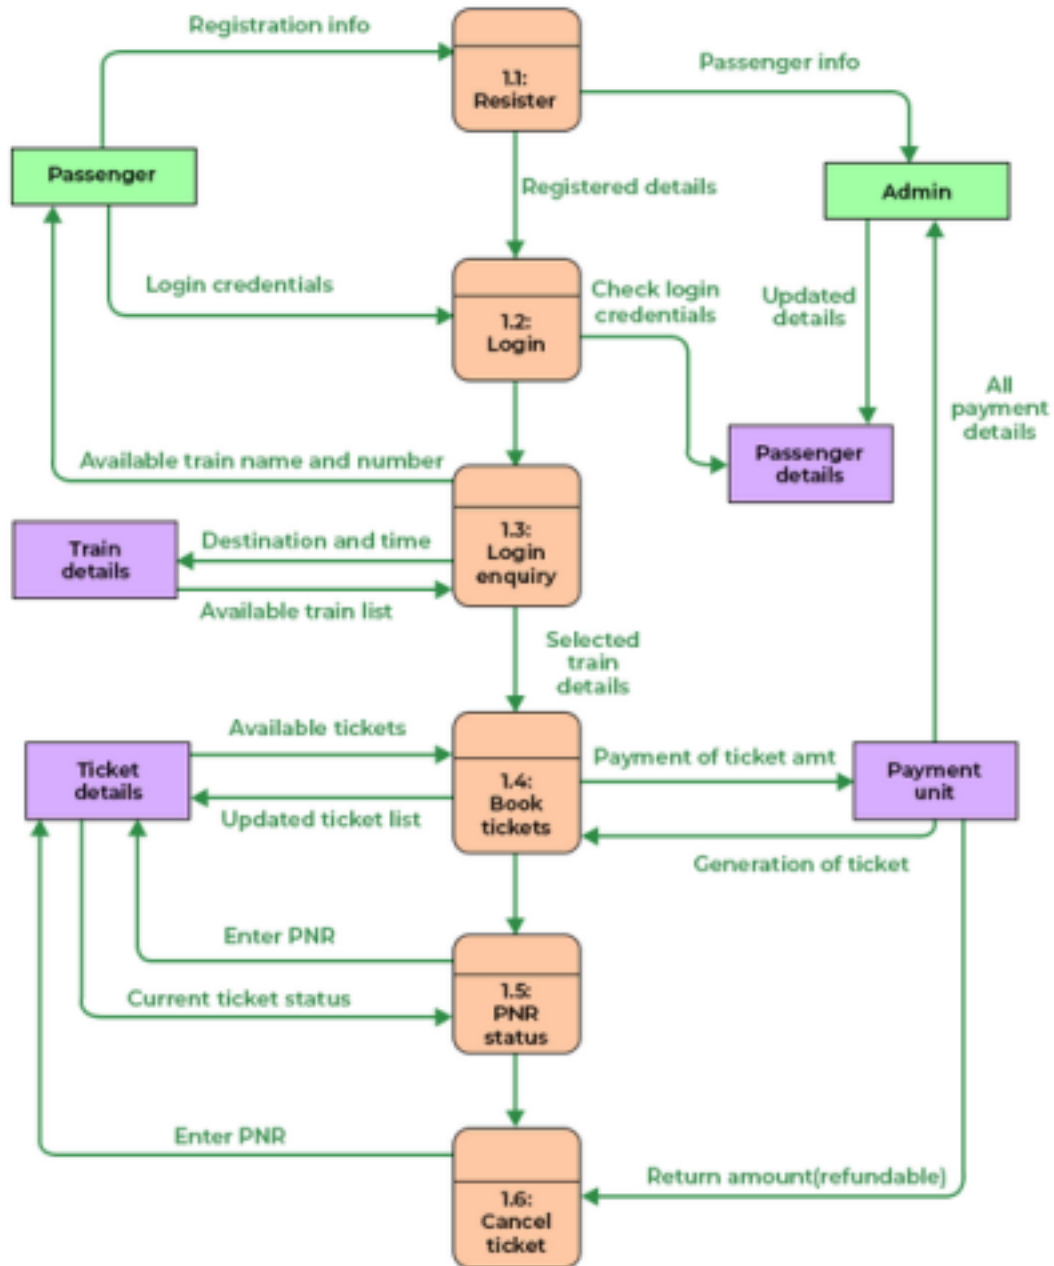 Registration info
1.1:
Resister
Passenger info
Passenger
Admin
Registered details
Login credentials
Check login
credentials
Updated
details
1.2:
Login
All
payment
details
Available train name and number
Passenger
details
Train
details
Destination and time
1.3:
Login
enquiry
Available train list
Selected
train
details
Available tickets
Payment of ticket amt
Ticket
details
1.4:
Book
tickets
Payment
unit
Updated ticket list
Generation of ticket
Enter PNR
Current ticket status
1.5:
PNR
status
Enter PNR
Return amount(refundable)
1.6:
Cancel
ticket